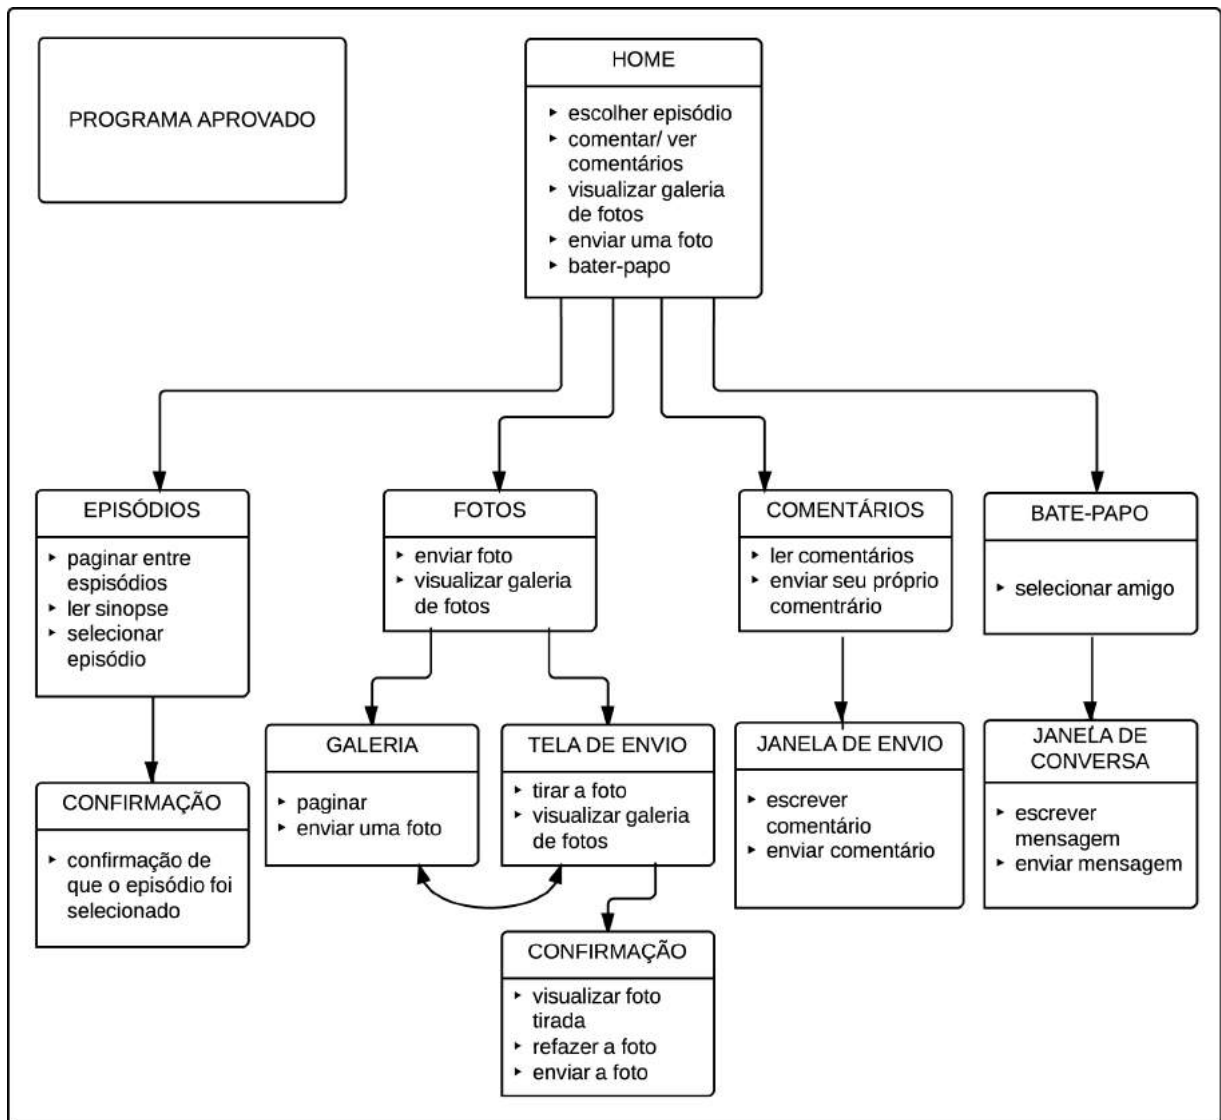 PROGRAMA APROVADO
HOME
‣ escolher episódio
‣ comentar/ ver
comentários
‣ visualizar galeria
de fotos
‣ enviar uma foto
‣ bater-papo
EPISÓDIOS
‣ paginar entre
espisódios
‣ ler sinopse
‣ selecionar
episódio
FOTOS
‣ enviar foto
‣ visualizar galeria
de fotos
COMENTÁRIOS
‣ ler comentários
‣ enviar seu próprio
comentrário
BATE-PAPO
‣ selecionar amigo
CONFIRMAÇÃO
‣ confirmação de
que o episódio foi
selecionado
GALERIA
‣ paginar
‣ enviar uma foto
TELA DE ENVIO
‣ tirar a foto
‣ visualizar galeria
de fotos
JANELA DE ENVIO
‣ escrever
comentário
‣ enviar comentário
JANELA DE
CONVERSA
‣ escrever
mensagem
‣ enviar mensagem
CONFIRMAÇÃO
‣ visualizar foto
tirada
‣ refazer a foto
‣ enviar a foto